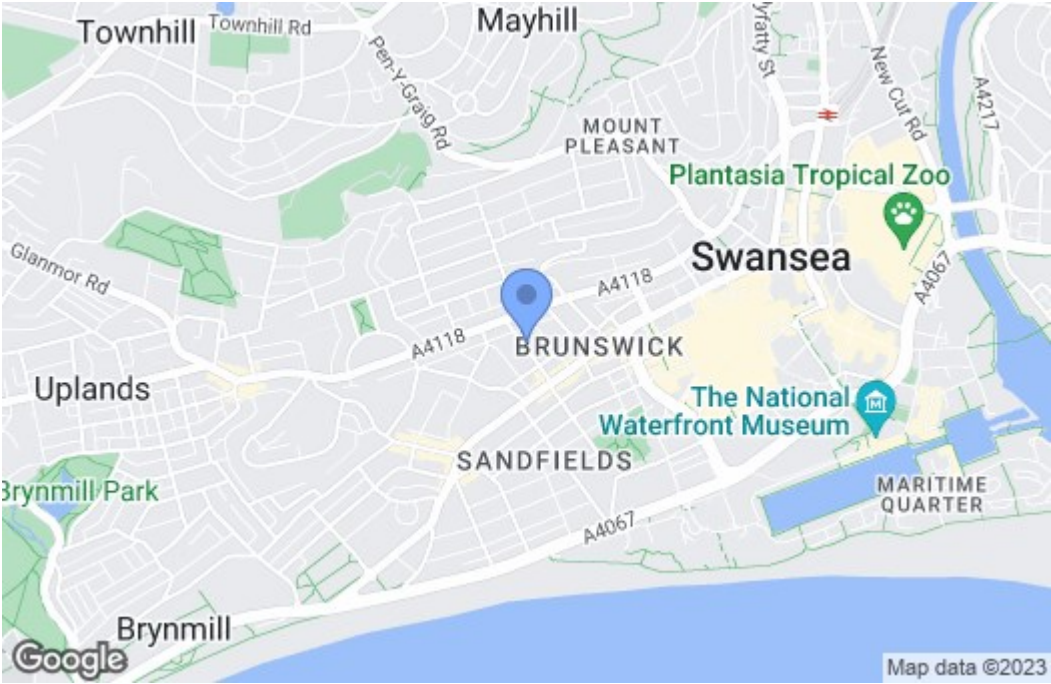 Townhill
Townhill Rd
Mayhill
Pen-Y-Graig Rd
yfatty St
New Cut Rd
A4217
MOUNT
PLEASANT
Plantasia Tropical Zoo
Glanmor Rd
Swansea
A4118
A4067
A4118
BRUNSWICK
Uplands
The National
Waterfront Museum
SANDFIELDS
Brynmill Park
MARITIME
QUARTER
A4067
Brynmill
Google
Map data ©2023